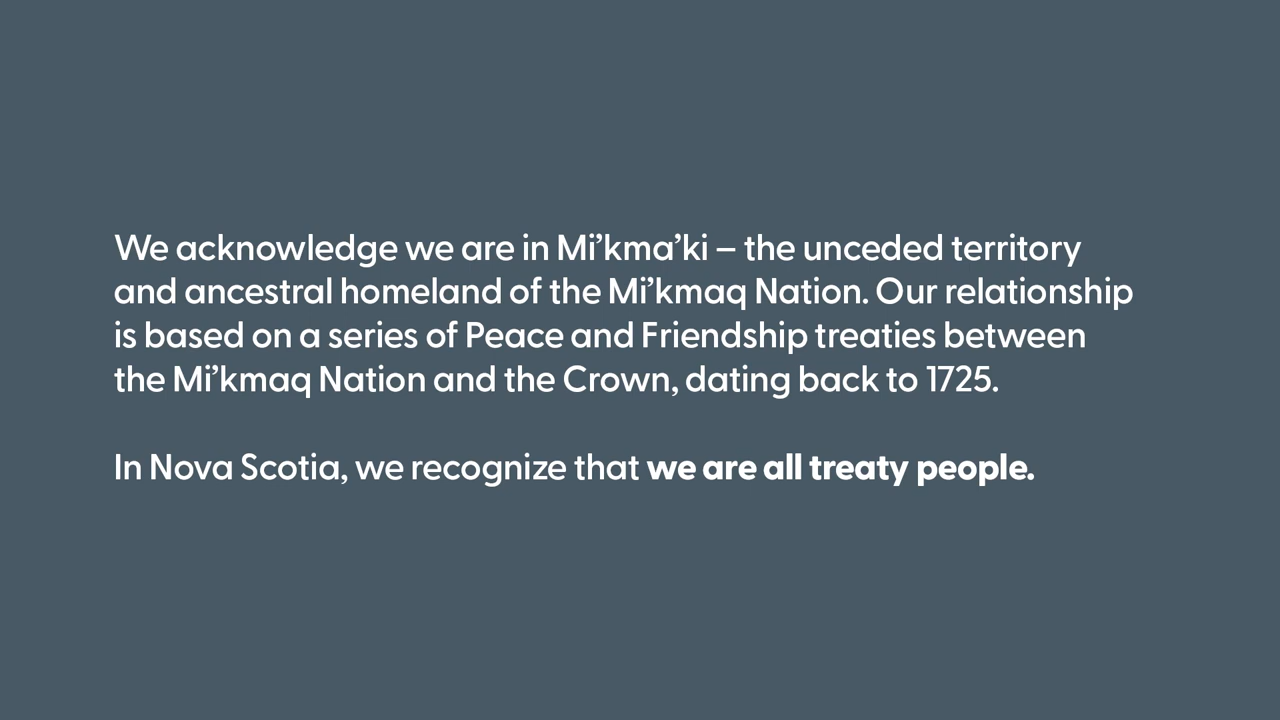 We acknowledge we are in Mi’kma’ki – the unceded territory
and ancestral homeland of the Mi’kmaq Nation. Our relationship
is based on a series of Peace and Friendship treaties between
the Mi’kmaq Nation and the Crown, dating back to 1725.
In Nova Scotia, we recognize that we are all treaty people.